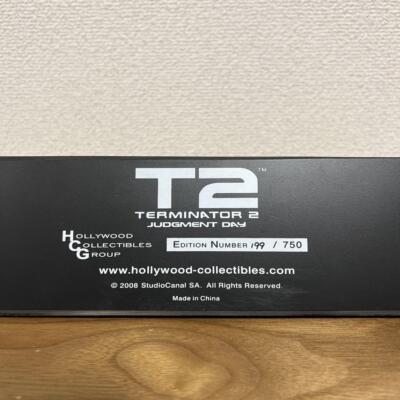 T2™
TERMINATOR 2
JUDGMENT DAY
HOLLYWOOD
COLLECTIBLES
GROUP
EDITION NUMBER 199 / 750
www.hollywood-collectibles.com
© 2008 StudioCanal SA. All Rights Reserved.
Made in China